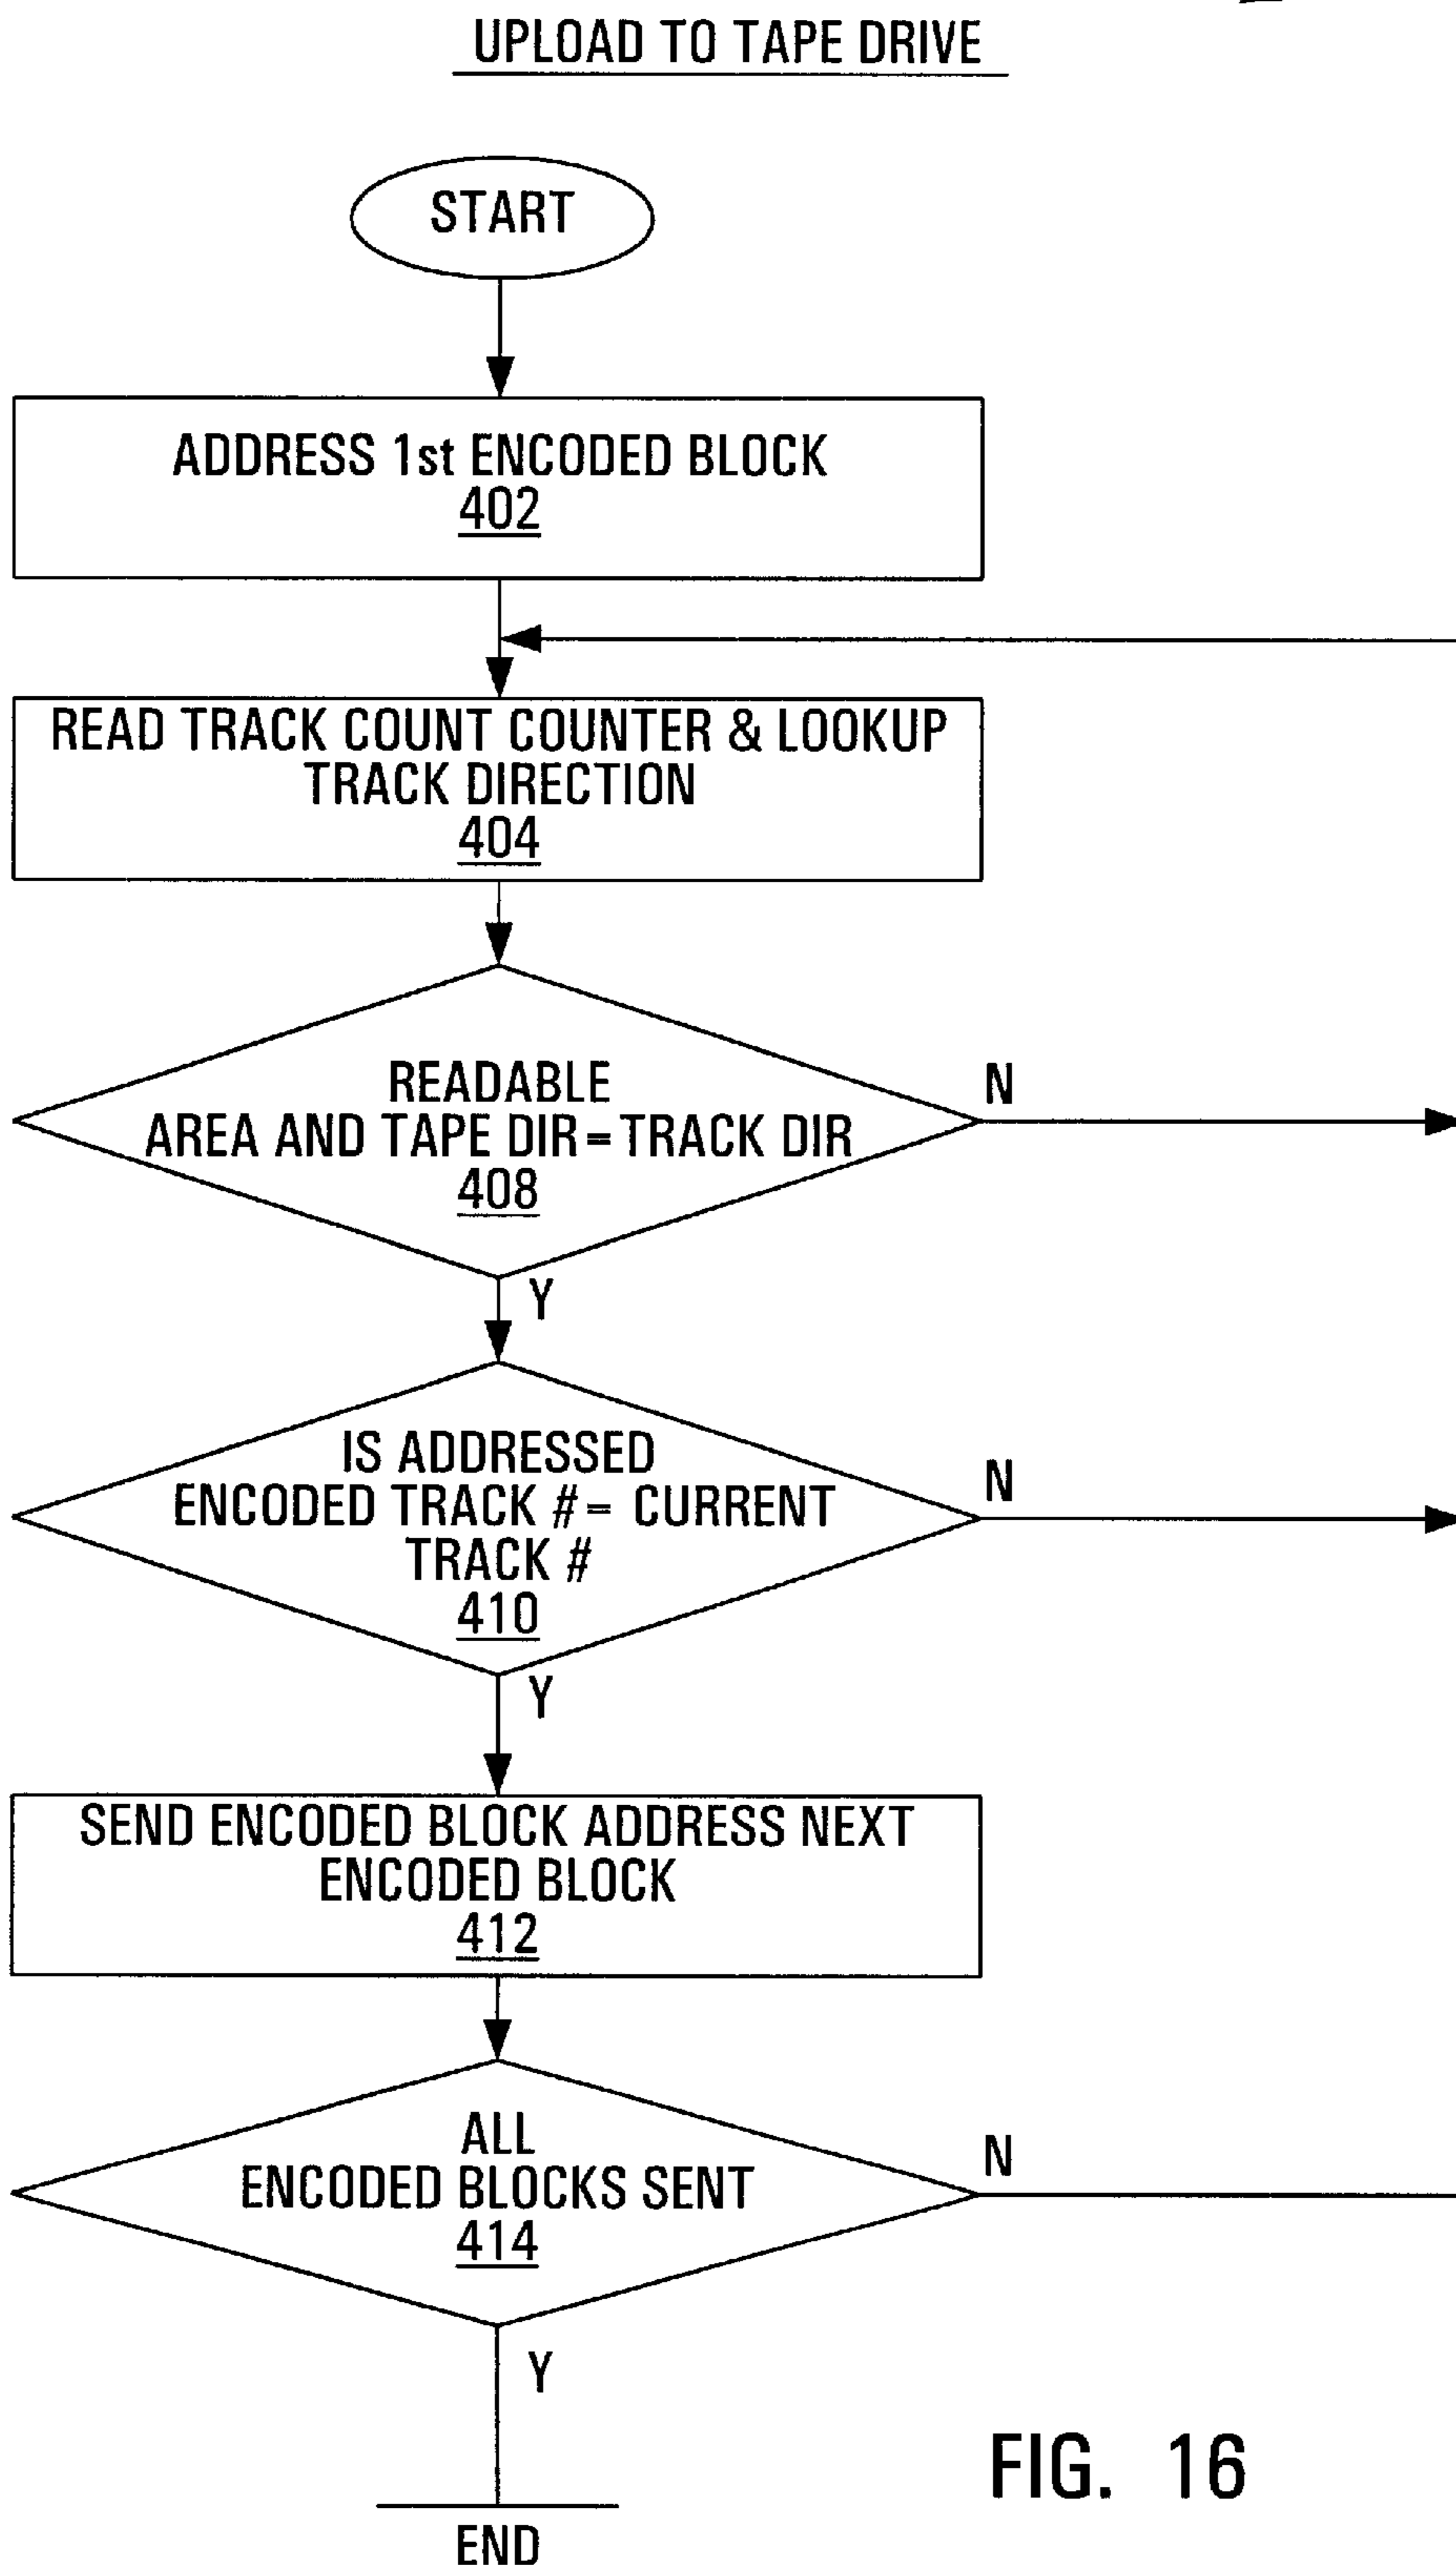 UPLOAD TO TAPE DRIVE
START
ADDRESS 1st ENCODED BLOCK
402
READ TRACK COUNT COUNTER & LOOKUP
TRACK DIRECTION
404
READABLE
AREA AND TAPE DIR = TRACK DIR
408
N
Y
IS ADDRESSED
ENCODED TRACK # = CURRENT
TRACK #
410
N
Y
SEND ENCODED BLOCK ADDRESS NEXT
ENCODED BLOCK
412
ALL
ENCODED BLOCKS SENT
414
N
Y
END
FIG. 16